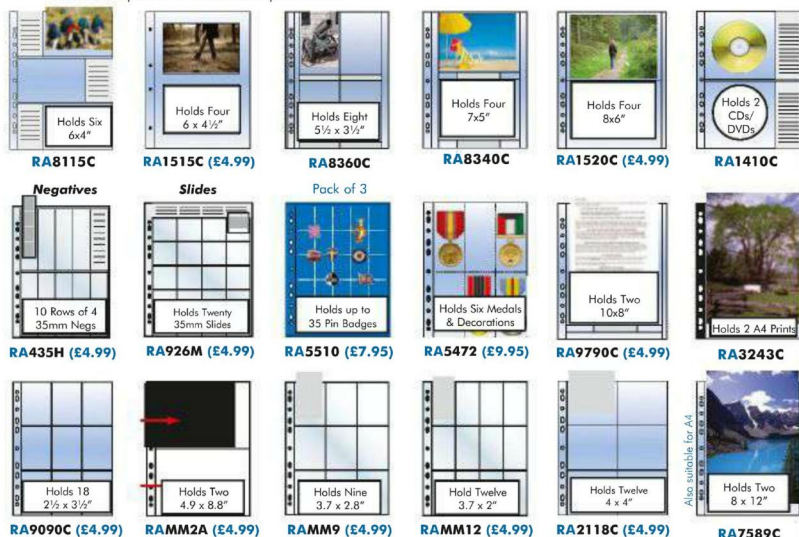 Holds Six
6x4"
RA8115C
Holds Four
6 x 4½"
RA1515C (£4.99)
Holds Eight
5½ x 3½"
RA8360C
Holds Four
7x5"
RA8340C
Holds Four
8x6"
RA1520C (£4.99)
Holds 2
CDs/
DVDs
RA1410C
Negatives
10 Rows of 4
35mm Negs
RA435H (£4.99)
Slides
Holds Twenty
35mm Slides
RA926M (£4.99)
Pack of 3
Holds up to
35 Pin Badges
RA5510 (£7.95)
Holds Six Medals
& Decorations
RA5472 (£9.95)
Holds Two
10x8"
RA9790C (£4.99)
Holds 2 A4 Prints
RA3243C
Holds 18
2½ x 3½"
RA9090C (£4.99)
Holds Two
4.9 x 8.8"
RAMM2A (£4.99)
Holds Nine
3.7 x 2.8"
RAMM9 (£4.99)
Hold Twelve
3.7 x 2"
RAMM12 (£4.99)
Holds Twelve
4 x 4"
RA2118C (£4.99)
Also suitable for A4
Holds Two
8 x 12"
RA7589C